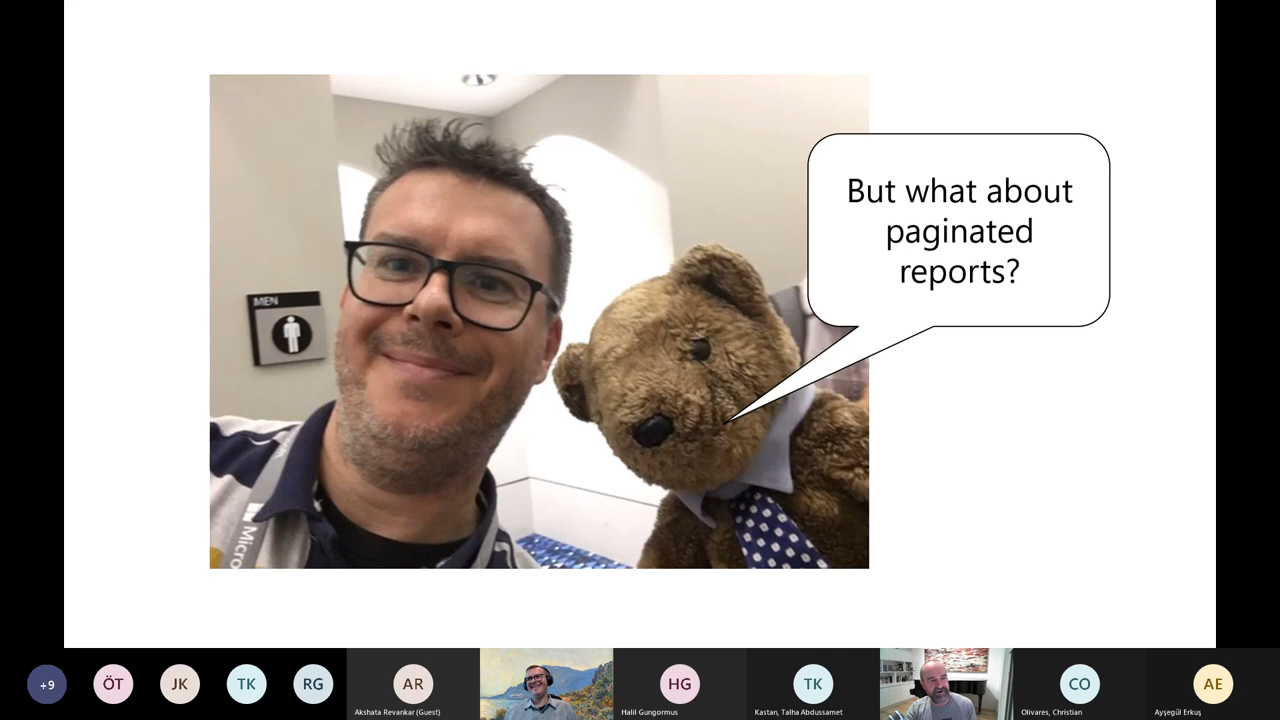 But what about
paginated
reports?
MEN
Micro
+9
ÖT
JK
TK
RG
AR
Akshata Revankar (Guest)
HG
Halil Gungormus
TK
Kastan, Talha Abdussamet
CO
Olivares, Christian
AE
Ayşegül Erkuş